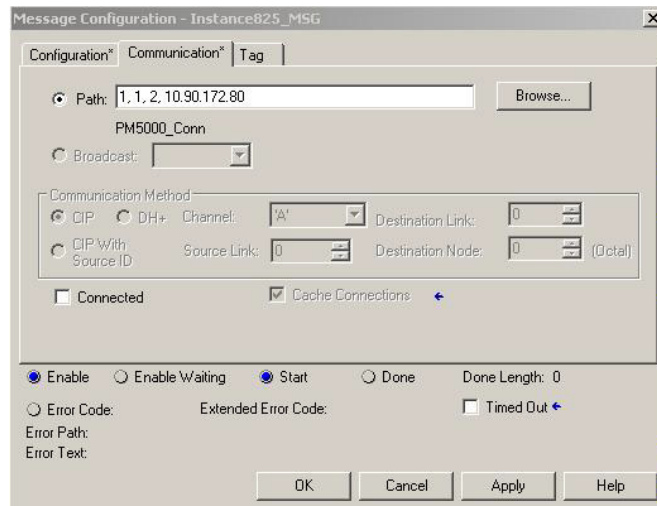 Message Configuration - Instance825_MSG
Configuration* Communication* Tag
Path: 1, 1, 2, 10.90.172.80 Browse...
PM5000_Conn
Broadcast:
Communication Method
CIP DH+ Channel: 'A' Destination Link: 0
CIP With Source ID Source Link: 0 Destination Node: 0 (Octal)
Connected Cache Connections
Enable Enable Waiting Start Done Done Length: 0
Error Code: Extended Error Code: Timed Out
Error Path:
Error Text:
OK Cancel Apply Help